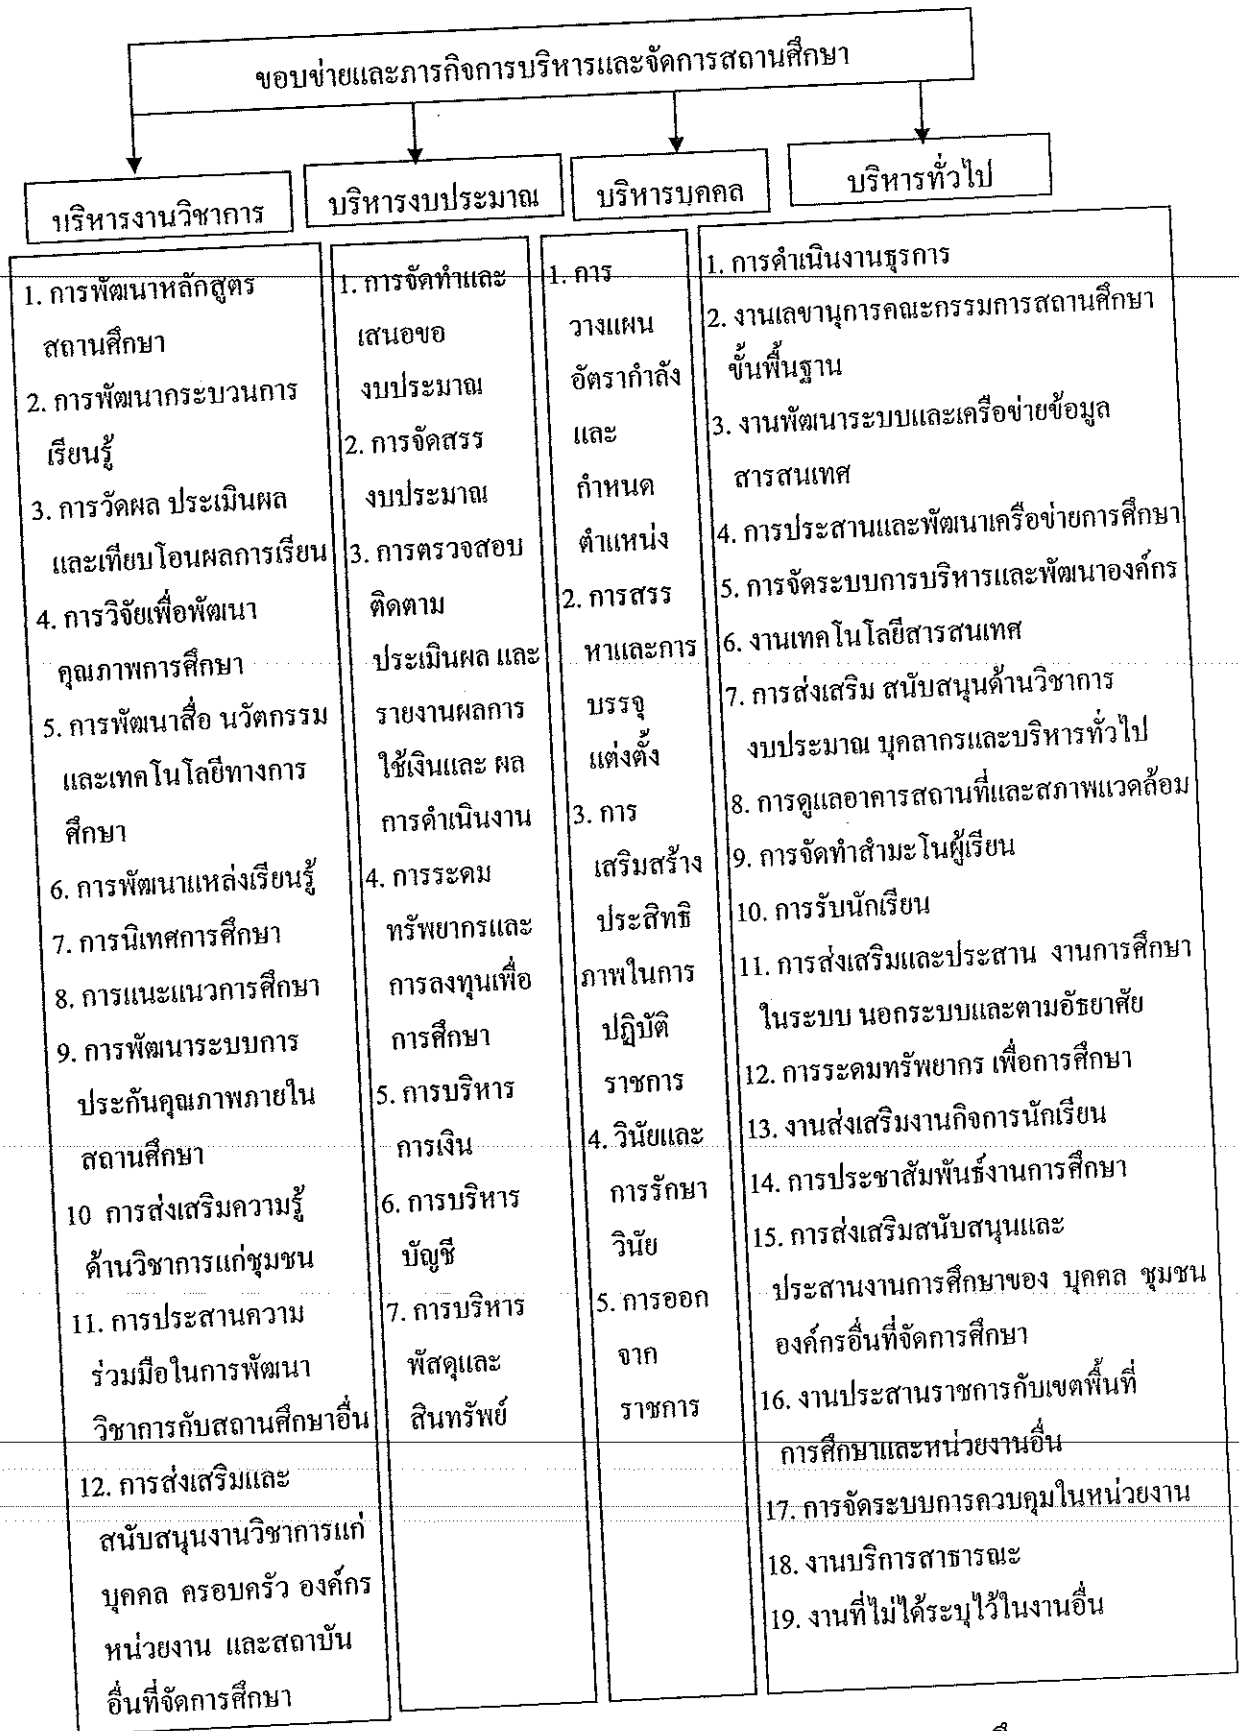 ขอบข่ายและภารกิจการบริหารและจัดการสถานศึกษา
บริหารงานวิชาการ
1. การพัฒนาหลักสูตร
สถานศึกษา
2. การพัฒนากระบวนการ
เรียนรู้
3. การวัดผล ประเมินผล
และเทียบโอนผลการเรียน
4. การวิจัยเพื่อพัฒนา
คุณภาพการศึกษา
5. การพัฒนาสื่อ นวัตกรรม
และเทคโนโลยีทางการ
ศึกษา
6. การพัฒนาแหล่งเรียนรู้
7. การนิเทศการศึกษา
8. การแนะแนวการศึกษา
9. การพัฒนาระบบการ
ประกันคุณภาพภายใน
สถานศึกษา
10 การส่งเสริมความรู้
ด้านวิชาการแก่ชุมชน
11. การประสานความ
ร่วมมือในการพัฒนา
วิชาการกับสถานศึกษาอื่น
12. การส่งเสริมและ
สนับสนุนงานวิชาการแก่
บุคคล ครอบครัว องค์กร
หน่วยงาน และสถาบัน
อื่นที่จัดการศึกษา
บริหารงบประมาณ
1. การจัดทำและ
เสนอขอ
งบประมาณ
2. การจัดสรร
งบประมาณ
3. การตรวจสอบ
ติดตาม
ประเมินผล และ
รายงานผลการ
ใช้เงินและ ผล
การดำเนินงาน
4. การระดม
ทรัพยากรและ
การลงทุนเพื่อ
การศึกษา
5. การบริหาร
การเงิน
6. การบริหาร
บัญชี
7. การบริหาร
พัสดุและ
สินทรัพย์
บริหารบุคคล
1. การ
วางแผน
อัตรากำลัง
และ
กำหนด
ตำแหน่ง
2. การสรร
หาและการ
บรรจุ
แต่งตั้ง
3. การ
เสริมสร้าง
ประสิทธิ
ภาพในการ
ปฏิบัติ
ราชการ
4. วินัยและ
การรักษา
วินัย
5. การออก
จาก
ราชการ
บริหารทั่วไป
1. การดำเนินงานธุรการ
2. งานเลขานุการคณะกรรมการสถานศึกษา
ขั้นพื้นฐาน
3. งานพัฒนาระบบและเครือข่ายข้อมูล
สารสนเทศ
4. การประสานและพัฒนาเครือข่ายการศึกษา
5. การจัดระบบการบริหารและพัฒนาองค์กร
6. งานเทคโนโลยีสารสนเทศ
7. การส่งเสริม สนับสนุนด้านวิชาการ
งบประมาณ บุคลากรและบริหารทั่วไป
8. การดูแลอาคารสถานที่และสภาพแวดล้อม
9. การจัดทำสำมะโนผู้เรียน
10. การรับนักเรียน
11. การส่งเสริมและประสาน งานการศึกษา
ในระบบ นอกระบบและตามอัธยาศัย
12. การระดมทรัพยากร เพื่อการศึกษา
13. งานส่งเสริมงานกิจการนักเรียน
14. การประชาสัมพันธ์งานการศึกษา
15. การส่งเสริมสนับสนุนและ
ประสานงานการศึกษาของ บุคคล ชุมชน
องค์กรอื่นที่จัดการศึกษา
16. งานประสานราชการกับเขตพื้นที่
การศึกษาและหน่วยงานอื่น
17. การจัดระบบการควบคุมในหน่วยงาน
18. งานบริการสาธารณะ
19. งานที่ไม่ได้ระบุไว้ในงานอื่น